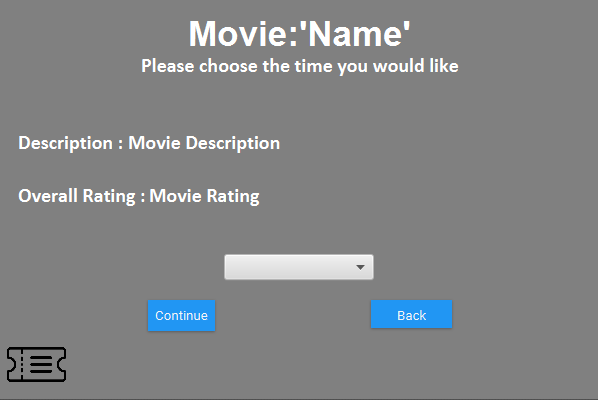 Movie:'Name'
Please choose the time you would like
Description : Movie Description
Overall Rating : Movie Rating
Continue
Back